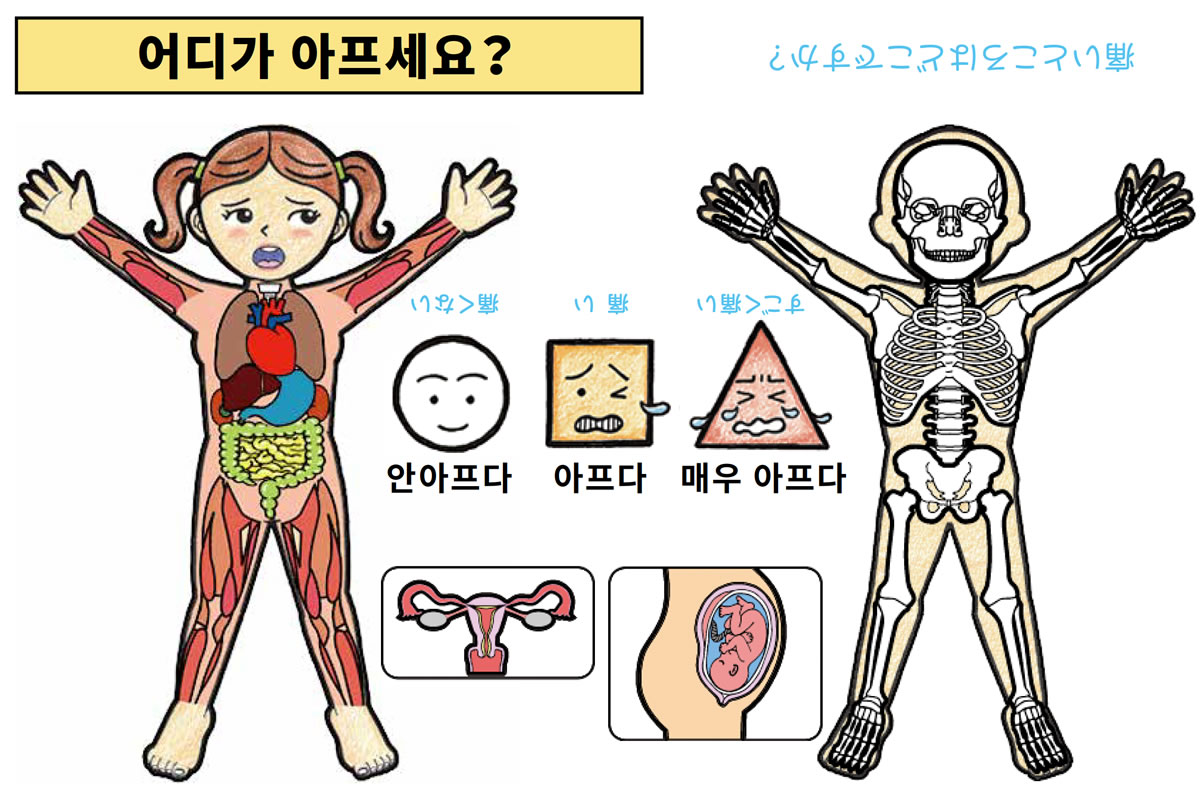 어디가 아프세요?
痛いところはどこですか?
痛くない
痛い
すごく痛い
안아프다
아프다
매우 아프다